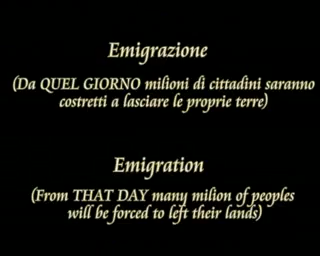 Emigrazione
(Da QUEL GIORNO milioni di cittadini saranno
costretti a lasciare le proprie terre)
Emigration
(From THAT DAY many milion of peoples
will be forced to left their lands)